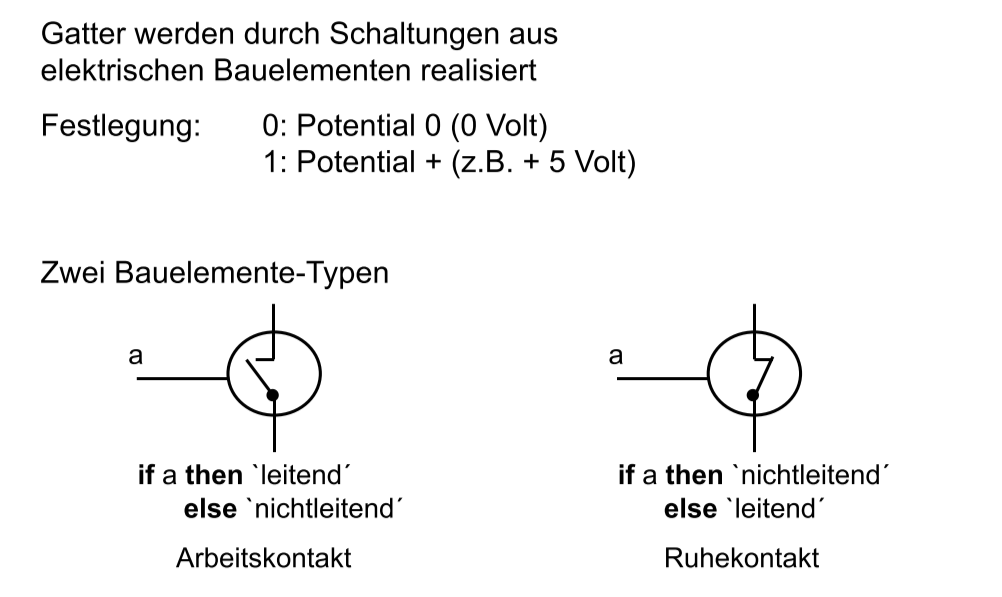 Gatter werden durch Schaltungen aus
elektrischen Bauelementen realisiert
Festlegung: 0: Potential 0 (0 Volt)
1: Potential + (z.B. + 5 Volt)
Zwei Bauelemente-Typen
a
if a then `leitend´
else `nichtleitend´
Arbeitskontakt
a
if a then `nichtleitend´
else `leitend´
Ruhekontakt